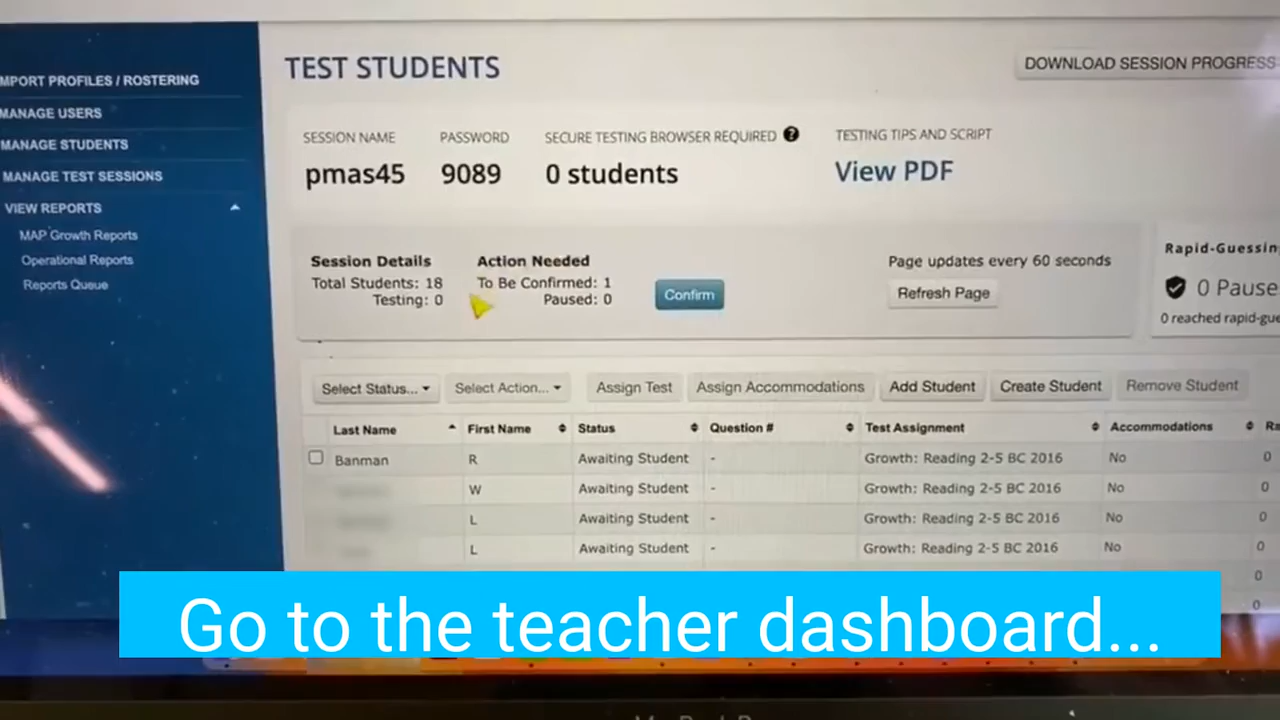 MPORT PROFILES / ROSTERING
MANAGE USERS
MANAGE STUDENTS
MANAGE TEST SESSIONS
VIEW REPORTS
MAP Growth Reports
Operational Reports
Reports Queue
TEST STUDENTS
DOWNLOAD SESSION PROGRESS
SESSION NAME PASSWORD SECURE TESTING BROWSER REQUIRED ? TESTING TIPS AND SCRIPT
pmas45 9089 0 students View PDF
Session Details Action Needed
Total Students: 18 To Be Confirmed: 1
Testing: 0 Paused: 0
Confirm
Page updates every 60 seconds
Refresh Page
Rapid-Guessin
0 Pause
0 reached rapid-gue
Select Status... Select Action... Assign Test Assign Accommodations Add Student Create Student Remove Student
Last Name First Name Status Question # Test Assignment Accommodations Ra
Banman R Awaiting Student - Growth: Reading 2-5 BC 2016 No 0
W Awaiting Student - Growth: Reading 2-5 BC 2016 No 0
L Awaiting Student - Growth: Reading 2-5 BC 2016 No 0
L Awaiting Student - Growth: Reading 2-5 BC 2016 No 0
0
0
Go to the teacher dashboard...